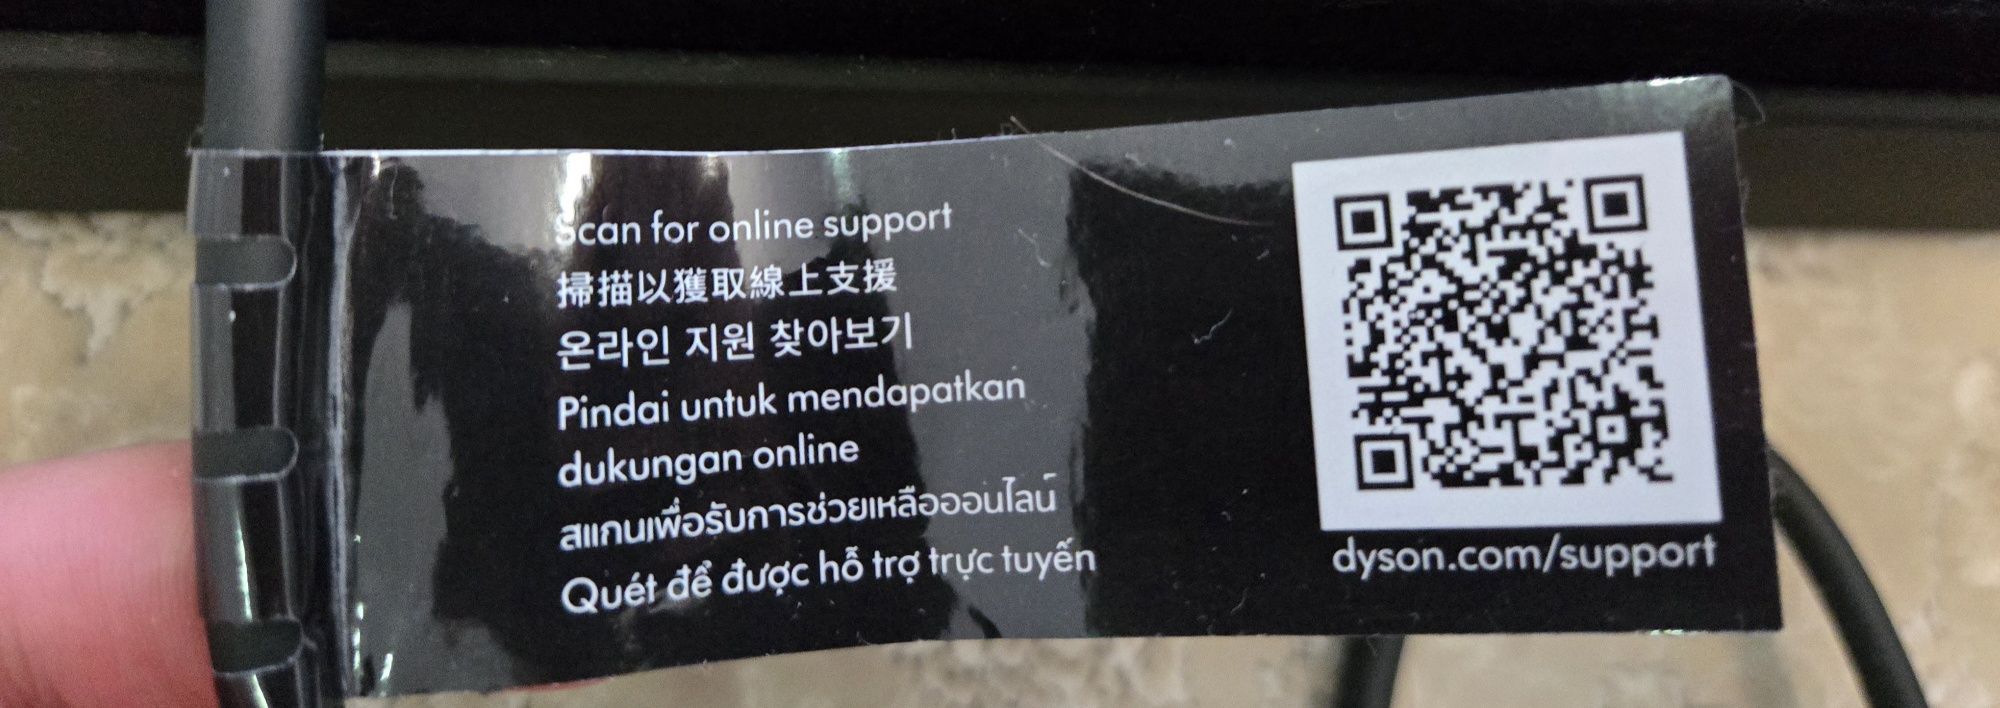 Scan for online support
掃描以獲取線上支援
온라인 지원 찾아보기
Pindai untuk mendapatkan
dukungan online
สแกนเพื่อรับการช่วยเหลือออนไลน์
Quét để được hỗ trợ trực tuyến
dyson.com/support